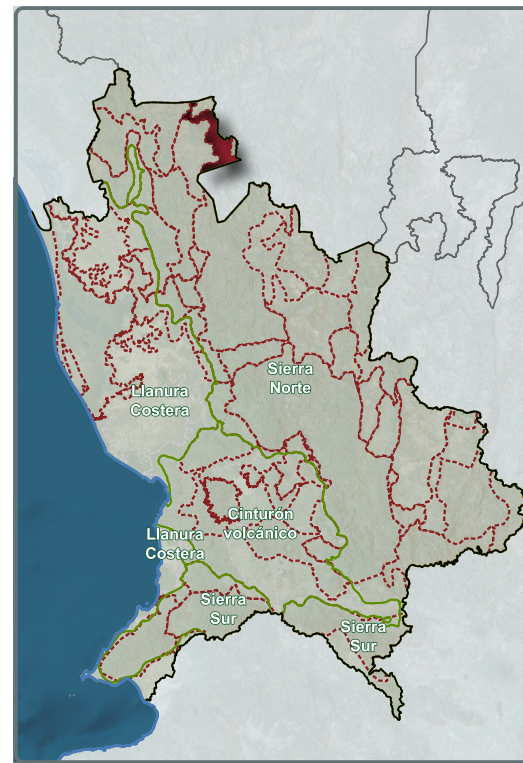 Sierra
Norte
Llanura
Costera
Cinturón
volcánico
Llanura
Costera
Sierra
Sur
Sierra
Sur